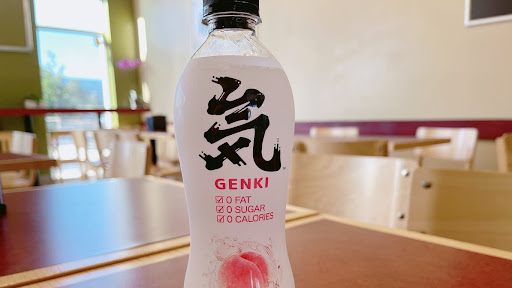 気
GENKI
☑ 0 FAT
☑ 0 SUGAR
☑ 0 CALORIES